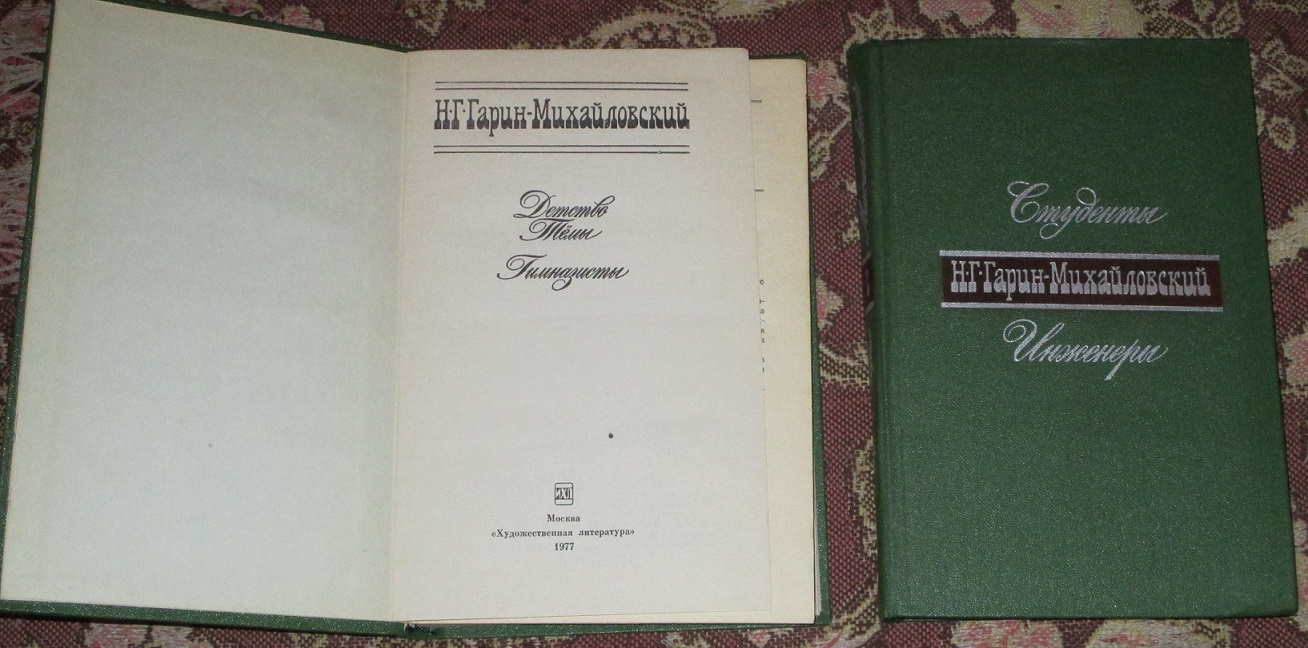 Н·Г·Гарин-Михайловский
Детство
Тёмы
Гимназисты
Москва
«Художественная литература»
1977
Студенты
Н·Г·Гарин-Михайловский
Инженеры